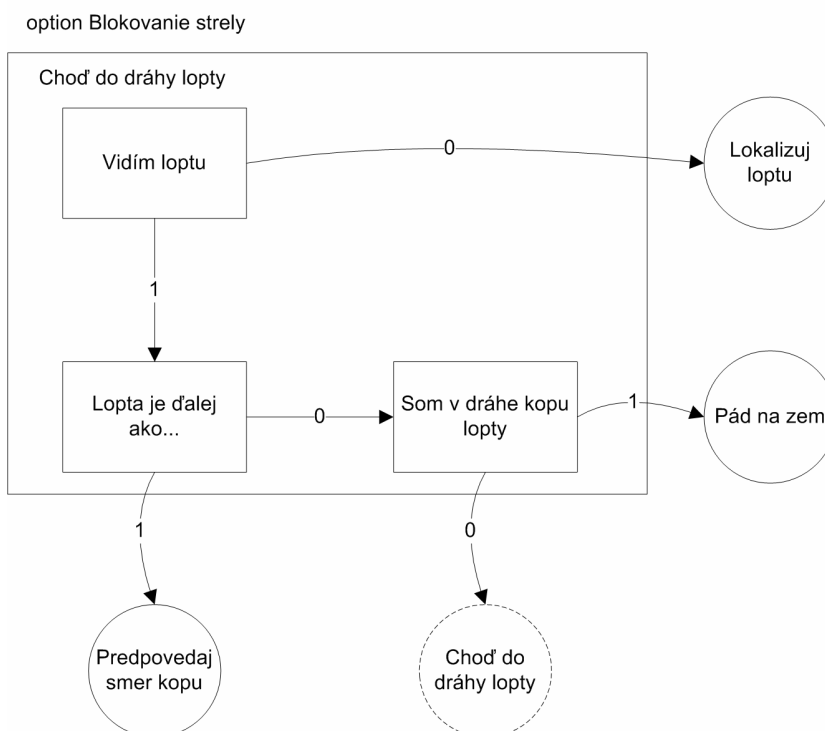 option Blokovanie strely
Choď do dráhy lopty
Vidím loptu
0
Lokalizuj
loptu
1
Lopta je ďalej
ako...
0
Som v dráhe kopu
lopty
1
Pád na zem
1
0
Predpovedaj
smer kopu
Choď do
dráhy lopty